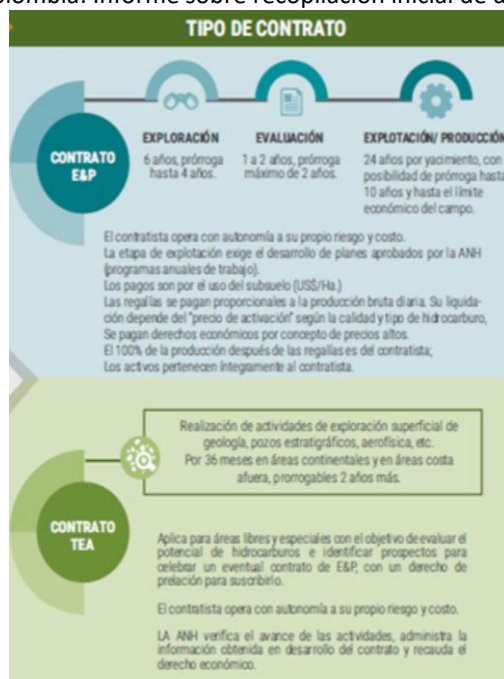 olombia: Informe sobre recopilación inicial de d
TIPO DE CONTRATO
EXPLORACIÓN
6 años, prórroga
hasta 4 años.
EVALUACIÓN
1 a 2 años, prórroga
máximo de 2 años.
EXPLOTACIÓN/ PRODUCCIÓN
24 años por yacimiento, con
posibilidad de prórroga hasta
10 años y hasta el límite
económico del campo.
CONTRATO
E&P
El contratista opera con autonomía a su propio riesgo y costo.
La etapa de explotación exige el desarrollo de planes aprobados por la ANH
(programas anuales de trabajo).
Los pagos son por el uso del subsuelo (US$/Ha.)
Las regalías se pagan proporcionales a la producción bruta diaria. Su liquida-
ción depende del "precio de activación" según la calidad y tipo de hidrocarburo,
Se pagan derechos económicos por concepto de precios altos.
El 100% de la producción después de las regalías es del contratista;
Los activos pertenecen íntegramente al contratista.
Realización de actividades de exploración superficial de
geología, pozos estratigráficos, aerofísica, etc.
Por 36 meses en áreas continentales y en áreas costa
afuera, prorrogables 2 años más.
CONTRATO
TEA
Aplica para áreas libres y especiales con el objetivo de evaluar el
potencial de hidrocarburos e identificar prospectos para
celebrar un eventual contrato de E&P, con un derecho de
prelación para suscribirlo.
El contratista opera con autonomía a su propio riesgo y costo.
LA ANH verifica el avance de las actividades, administra la
información obtenida en desarrollo del contrato y recauda el
derecho económico.